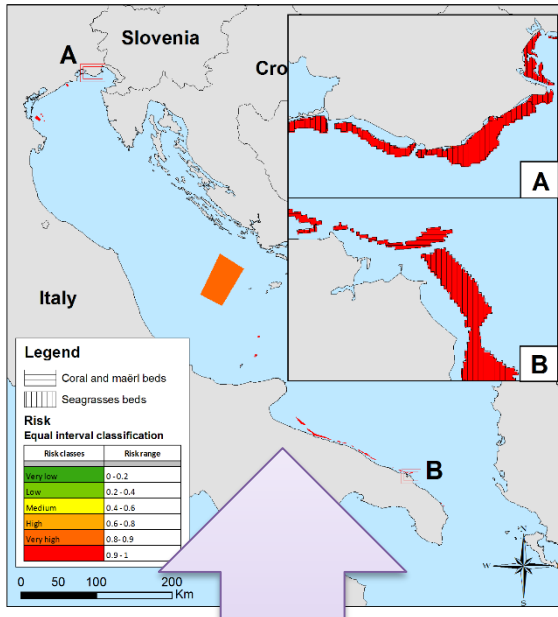 A
Slovenia
Cro
A
Italy
B
Legend
Coral and maërl beds
Seagrasses beds
Risk
Equal interval classification
Risk classes Risk range
Very low 0 - 0.2
Low 0.2 - 0.4
Medium 0.4 - 0.6
High 0.6 - 0.8
Very high 0.8-0.9
0.9 - 1
B
0 50 100 200
Km
N
W E
S